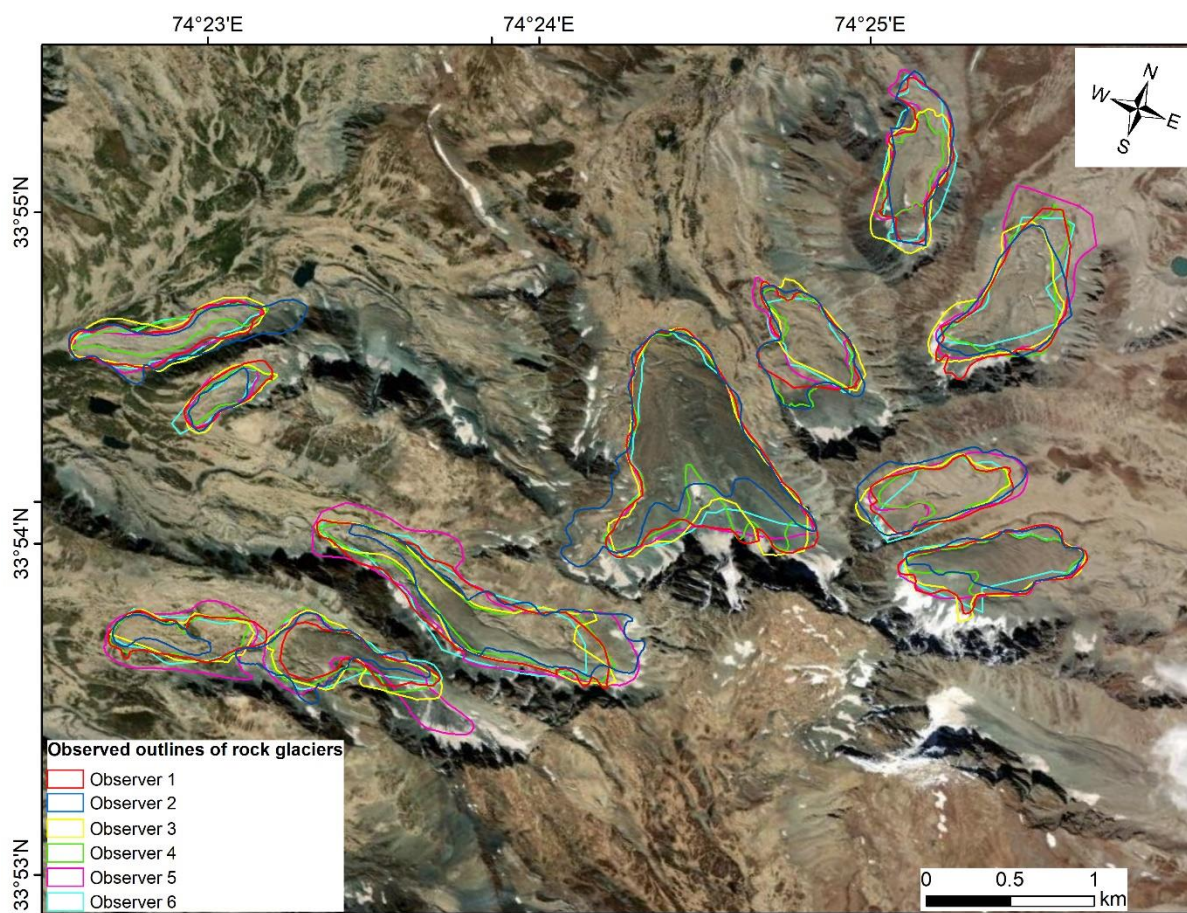 74°23'E
74°24'E
74°25'E
N
W
E
S
33°55'N
33°54'N
33°53'N
Observed outlines of rock glaciers
Observer 1
Observer 2
Observer 3
Observer 4
Observer 5
Observer 6
0 0.5 1
km